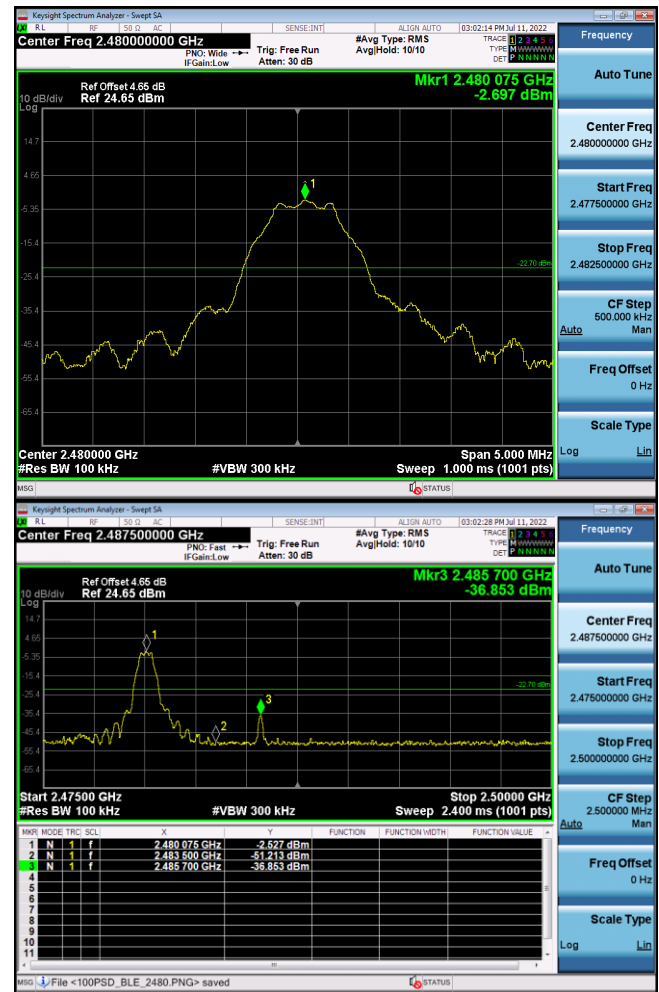 Keysight Spectrum Analyzer - Swept SA
RL RF 50 Ω AC SENSE:INT ALIGN AUTO 03:02:14 PM Jul 11, 2022
Center Freq 2.480000000 GHz
PNO: Wide
IFGain:Low
Trig: Free Run
Atten: 30 dB
#Avg Type: RMS
Avg|Hold: 10/10
TRACE 1 2 3 4 5 6
TYPE M W W W W W
DET P N N N N N
Frequency
Ref Offset 4.65 dB
10 dB/div Ref 24.65 dBm
Log
Mkr1 2.480 075 GHz
-2.697 dBm
14.7
4.65
-5.35
-15.4
-25.4
-35.4
-45.4
-55.4
-65.4
1
-22.70 dBm
Center 2.480000 GHz Span 5.000 MHz
#Res BW 100 kHz #VBW 300 kHz Sweep 1.000 ms (1001 pts)
MSG STATUS
Auto Tune
Center Freq
2.480000000 GHz
Start Freq
2.477500000 GHz
Stop Freq
2.482500000 GHz
CF Step
500.000 kHz
Auto Man
Freq Offset
0 Hz
Scale Type
Log Lin
Keysight Spectrum Analyzer - Swept SA
RL RF 50 Ω AC SENSE:INT ALIGN AUTO 03:02:28 PM Jul 11, 2022
Center Freq 2.487500000 GHz
PNO: Fast
IFGain:Low
Trig: Free Run
Atten: 30 dB
#Avg Type: RMS
Avg|Hold: 10/10
TRACE 1 2 3 4 5 6
TYPE M W W W W W
DET P N N N N N
Frequency
Ref Offset 4.65 dB
10 dB/div Ref 24.65 dBm
Log
Mkr3 2.485 700 GHz
-36.853 dBm
14.7
4.65
-5.35
-15.4
-25.4
-35.4
-45.4
-55.4
-65.4
1
2
3
-22.70 dBm
Start 2.47500 GHz Stop 2.50000 GHz
#Res BW 100 kHz #VBW 300 kHz Sweep 2.400 ms (1001 pts)
MKR MODE TRC SCL X Y FUNCTION FUNCTION WIDTH FUNCTION VALUE
1 N 1 f 2.480 075 GHz -2.527 dBm
2 N 1 f 2.483 500 GHz -51.213 dBm
3 N 1 f 2.485 700 GHz -36.853 dBm
4
5
6
7
8
9
10
11
MSG File <100PSD_BLE_2480.PNG> saved STATUS
Auto Tune
Center Freq
2.487500000 GHz
Start Freq
2.475000000 GHz
Stop Freq
2.500000000 GHz
CF Step
2.500000 MHz
Auto Man
Freq Offset
0 Hz
Scale Type
Log Lin